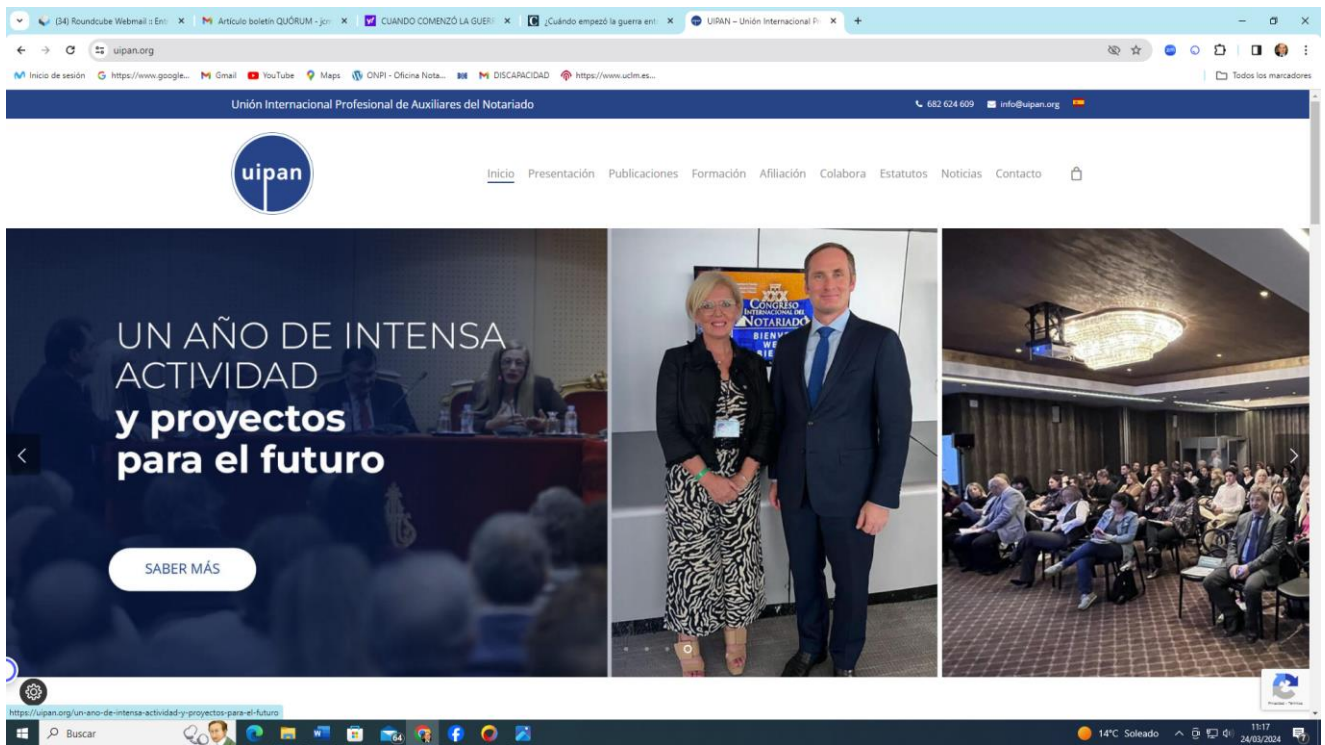 (34) Roundcube Webmail :: Ent
Artículo boletin QUÓRUM - jor
CUANDO COMENZÓ LA GUERR
¿Cuándo empezó la guerra ent
UIPAN – Unión Internacional P
uipan.org
Inicio de sesión
https://www.google...
Gmail
YouTube
Maps
ONPI - Oficina Nota...
DISCAPACIDAD
https://www.uclm.es...
Todos los marcadores
Unión Internacional Profesional de Auxiliares del Notariado
682 624 609
info@uipan.org
uipan
Inicio Presentación Publicaciones Formación Afiliación Colabora Estatutos Noticias Contacto
UN AÑO DE INTENSA
ACTIVIDAD
y proyectos
para el futuro
SABER MÁS
XXX
CONGRESO
INTERNACIONAL DEL
NOTARIADO
https://uipan.org/un-ano-de-intensa-actividad-y-proyectos-para-el-futuro
Buscar
14°C Soleado
11:17
24/03/2024